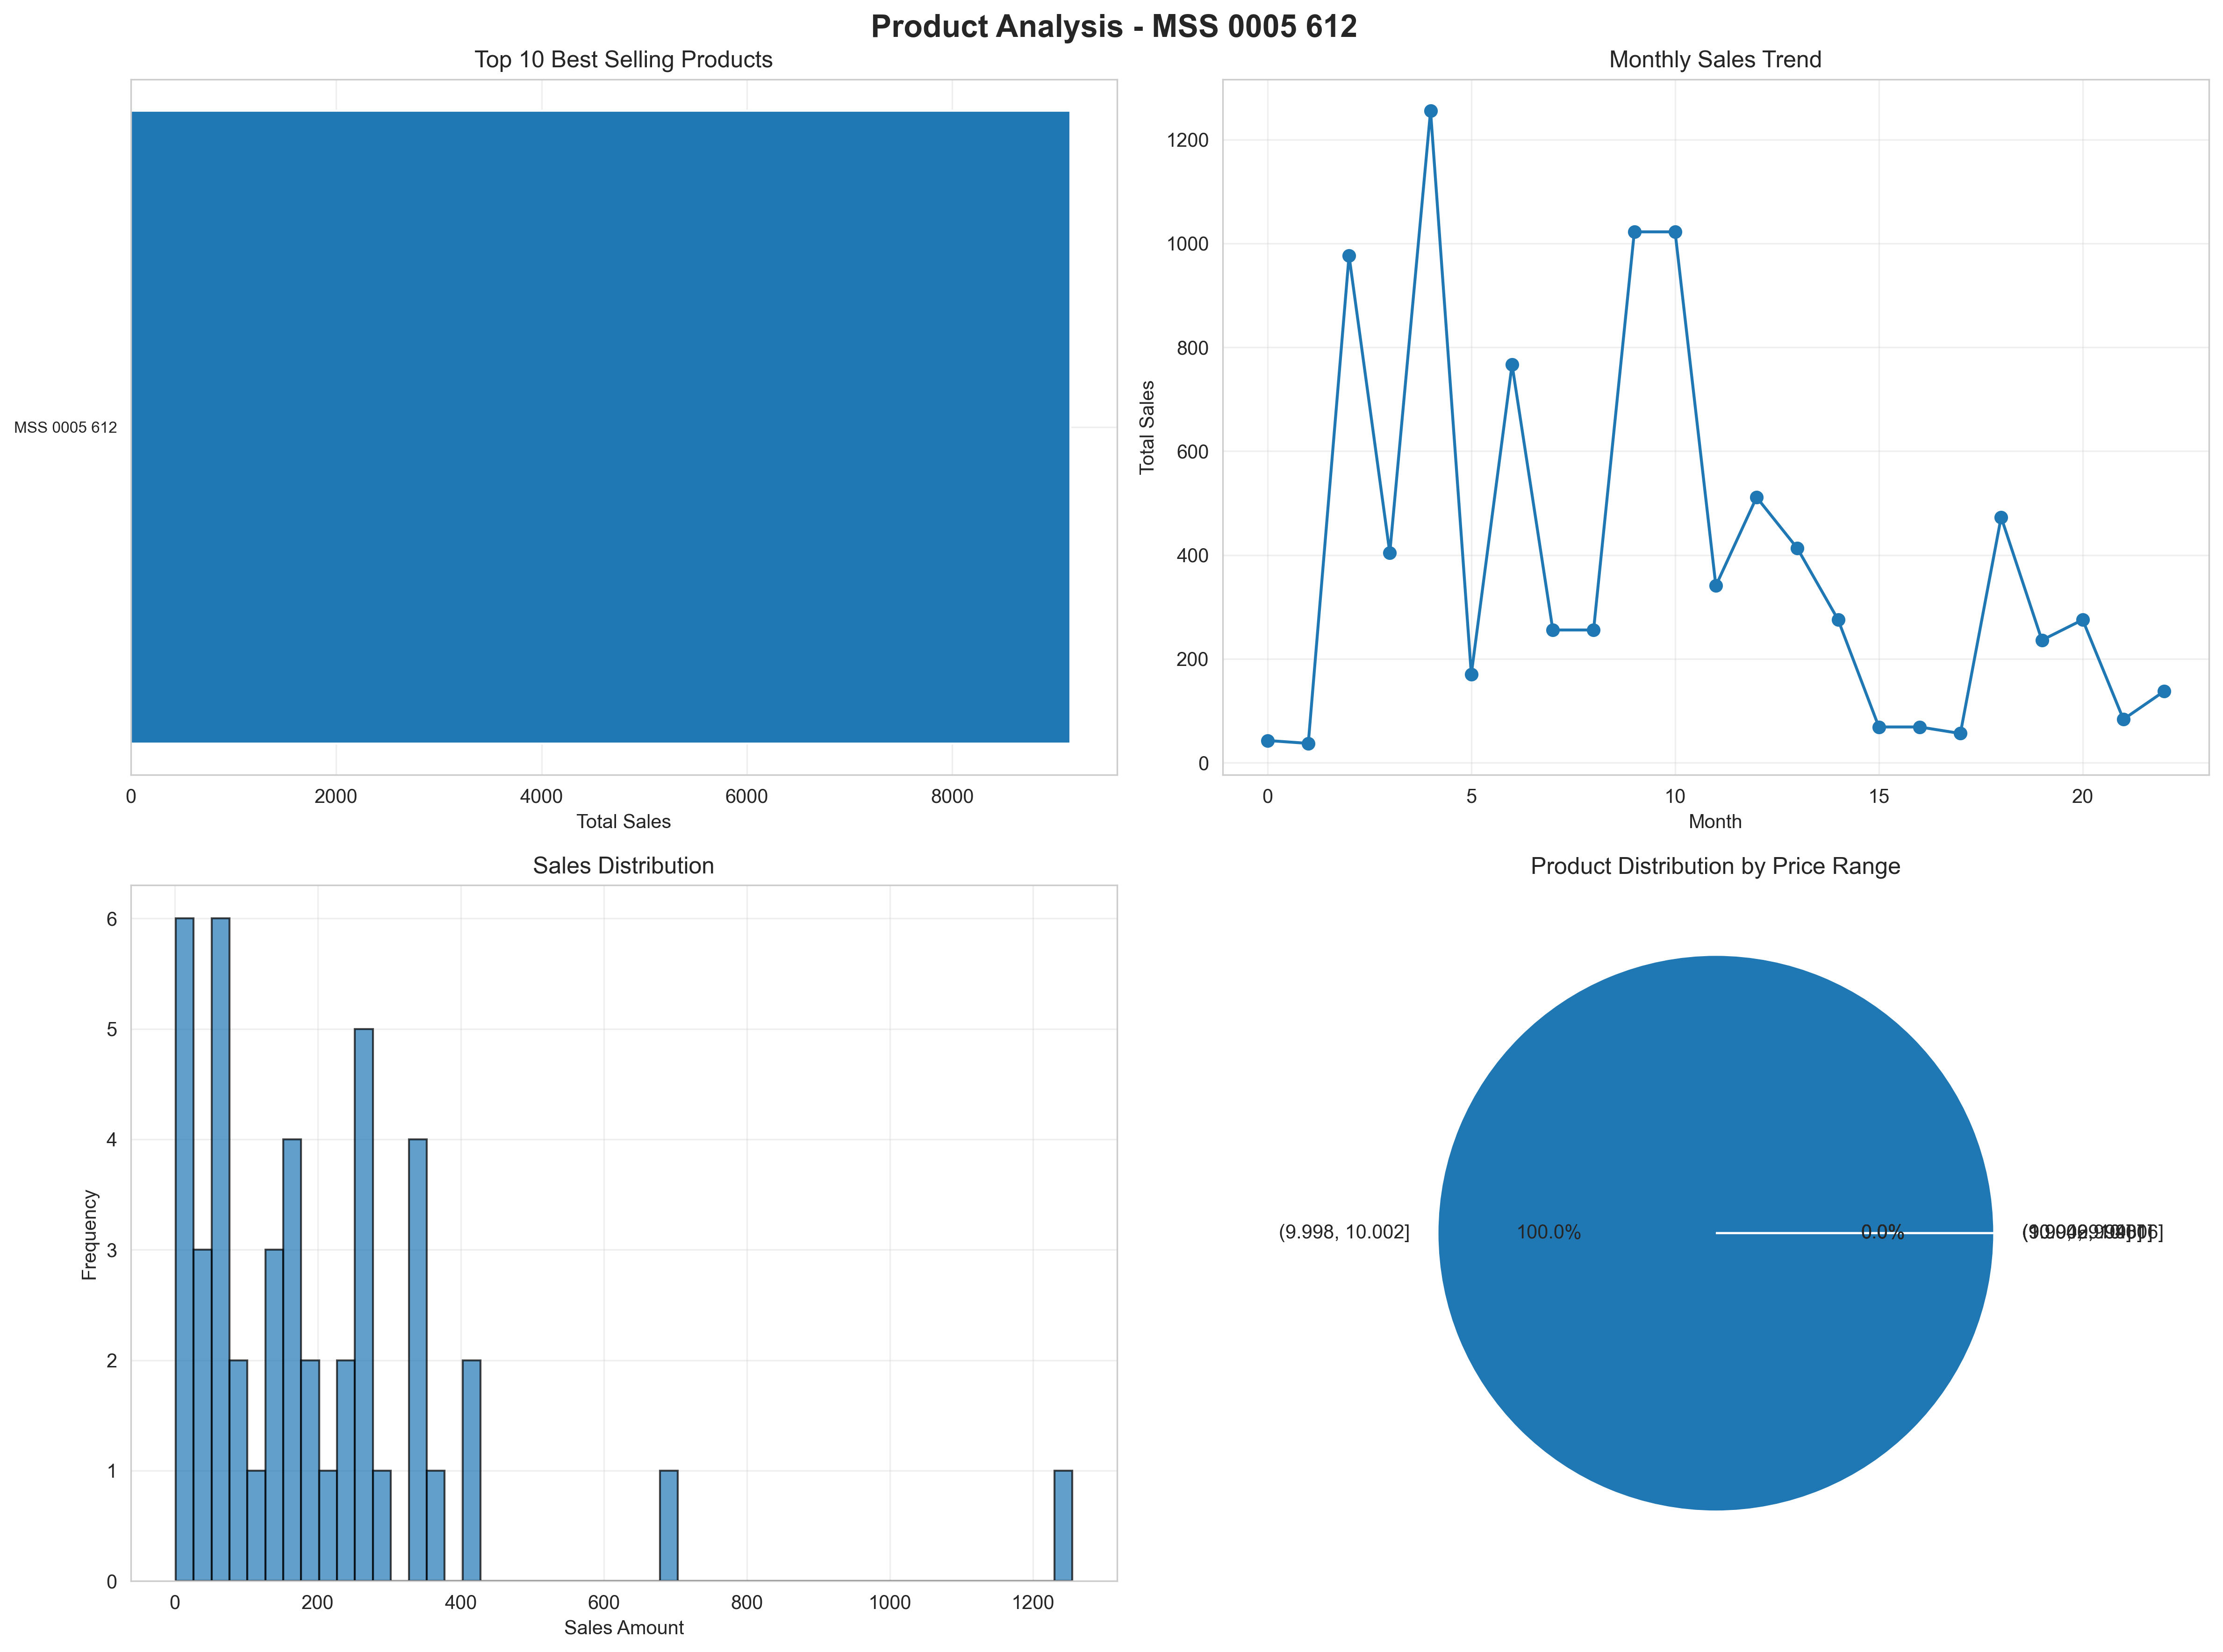 Product Analysis - MSS 0005 612
Top 10 Best Selling Products
MSS 0005 612
0 2000 4000 6000 8000
Total Sales
Monthly Sales Trend
Total Sales
1200
1000
800
600
400
200
0
0 5 10 15 20
Month
Sales Distribution
Frequency
6
5
4
3
2
1
0
0 200 400 600 800 1000 1200
Sales Amount
Product Distribution by Price Range
(9.998, 10.002]
100.0%
0.0%